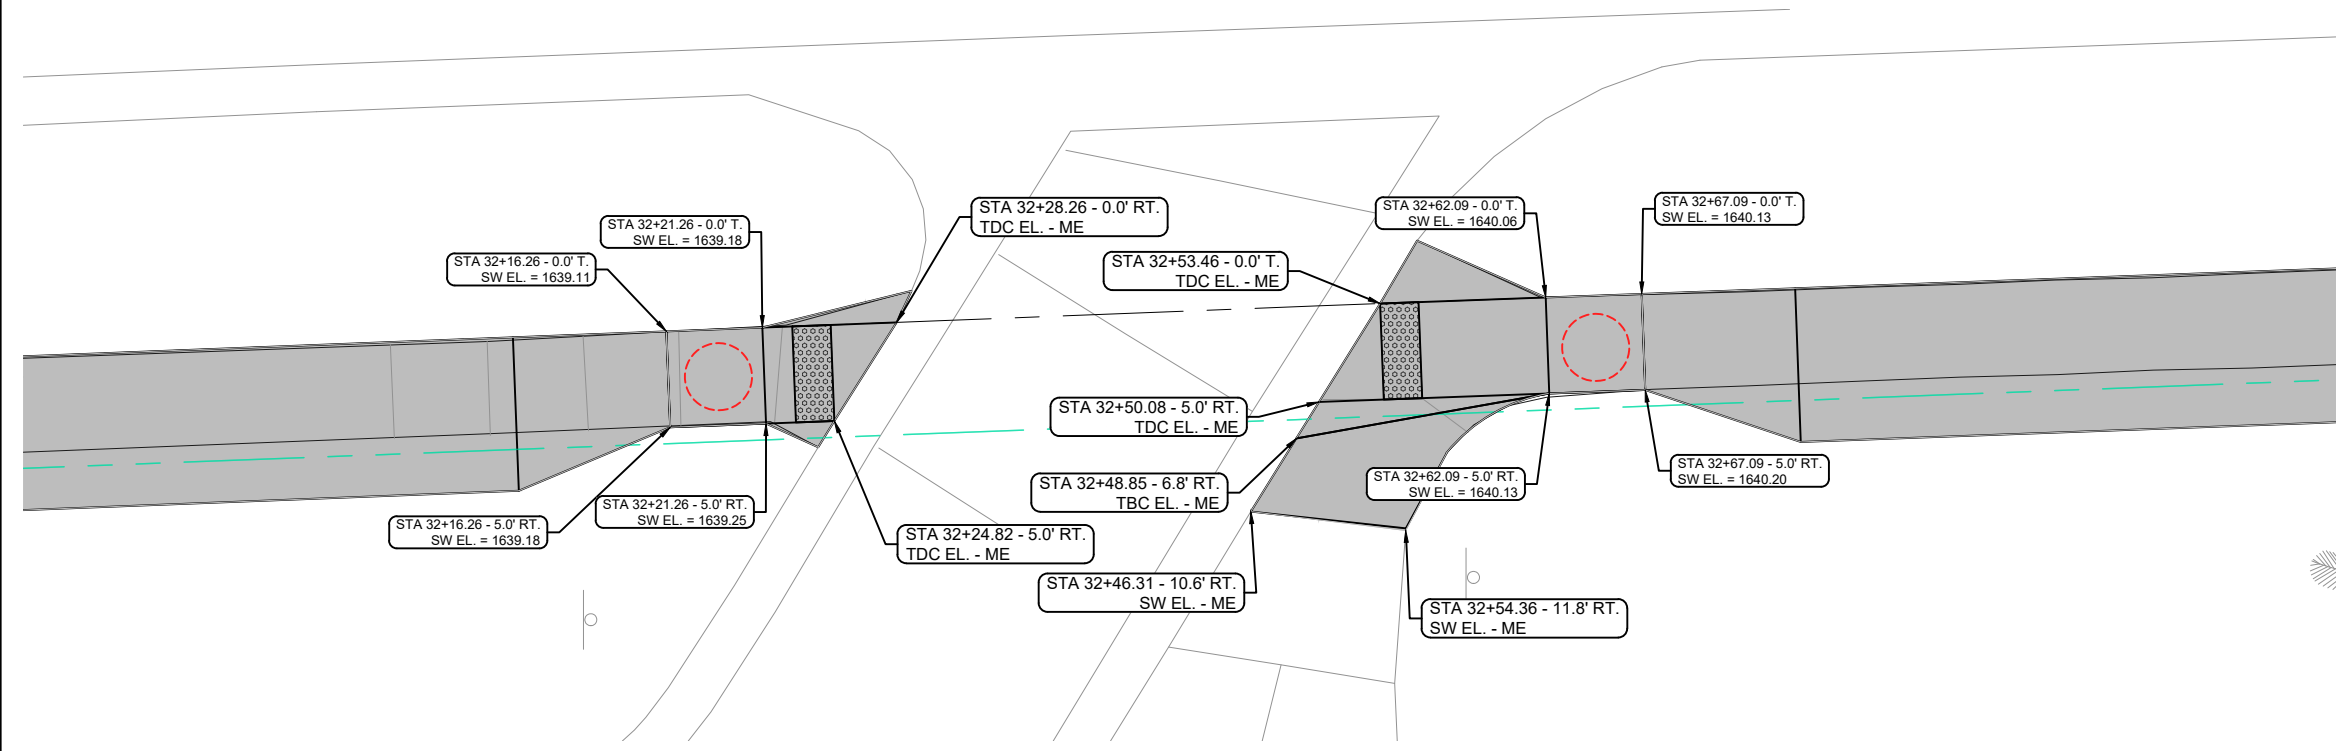 STA 32+16.26 - 0.0' T.
SW EL. = 1639.11
STA 32+21.26 - 0.0' T.
SW EL. = 1639.18
STA 32+28.26 - 0.0' RT.
TDC EL. - ME
STA 32+53.46 - 0.0' T.
TDC EL. - ME
STA 32+62.09 - 0.0' T.
SW EL. = 1640.06
STA 32+67.09 - 0.0' T.
SW EL. = 1640.13
STA 32+16.26 - 5.0' RT.
SW EL. = 1639.18
STA 32+21.26 - 5.0' RT.
SW EL. = 1639.25
STA 32+24.82 - 5.0' RT.
TDC EL. - ME
STA 32+50.08 - 5.0' RT.
TDC EL. - ME
STA 32+48.85 - 6.8' RT.
TBC EL. - ME
STA 32+46.31 - 10.6' RT.
SW EL. - ME
STA 32+62.09 - 5.0' RT.
SW EL. = 1640.13
STA 32+54.36 - 11.8' RT.
SW EL. - ME
STA 32+67.09 - 5.0' RT.
SW EL. = 1640.20